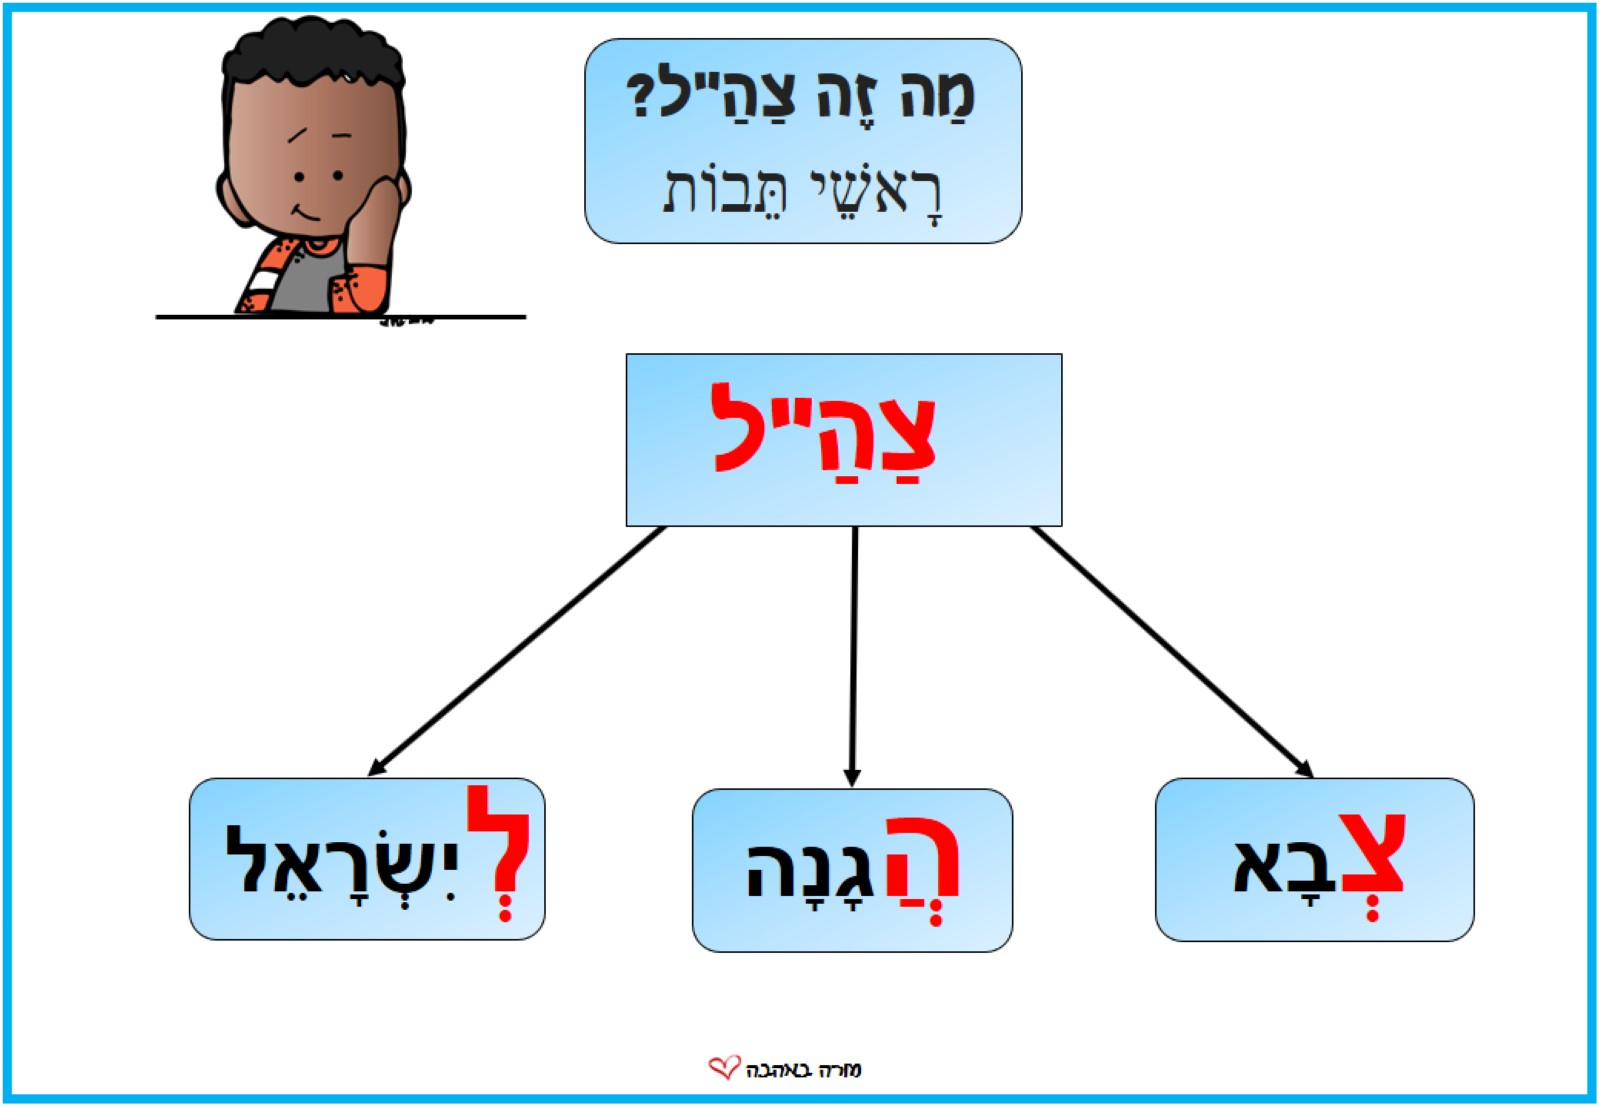 מַה זֶה צַהַ"ל?
רָאשֵׁי תֵּבוֹת
צַהַ"ל
צְבָא
הֲגָנָה
לְיִשְׂרָאֵל
מורה באהבה